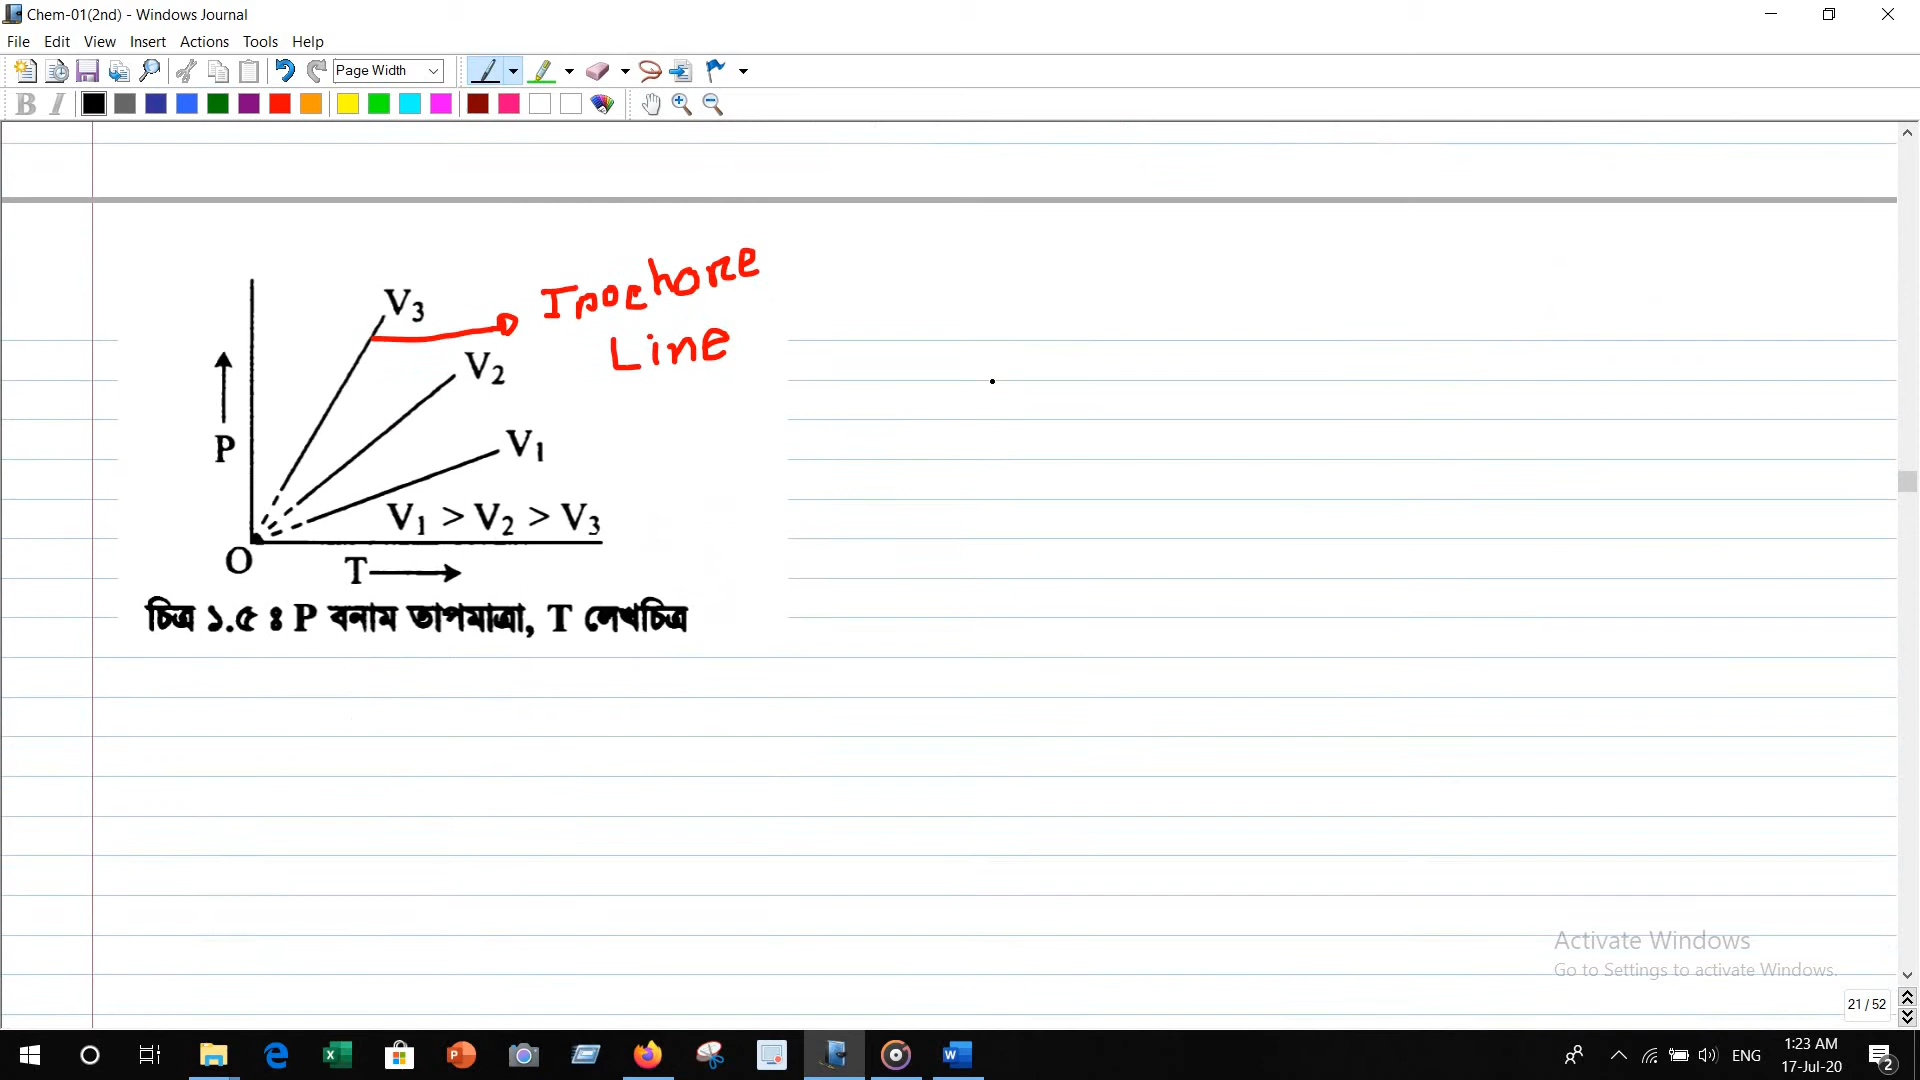 Chem-01(2nd) - Windows Journal
File Edit View Insert Actions Tools Help
Page Width
B I
V3
Isochore
Line
V2
P
V1
V1 > V2 > V3
O
T
চিত্র ১.৫ ঃ P বনাম তাপমাত্রা, T লেখচিত্র
Activate Windows
Go to Settings to activate Windows.
21 / 52
ENG
1:23 AM
17-Jul-20
2